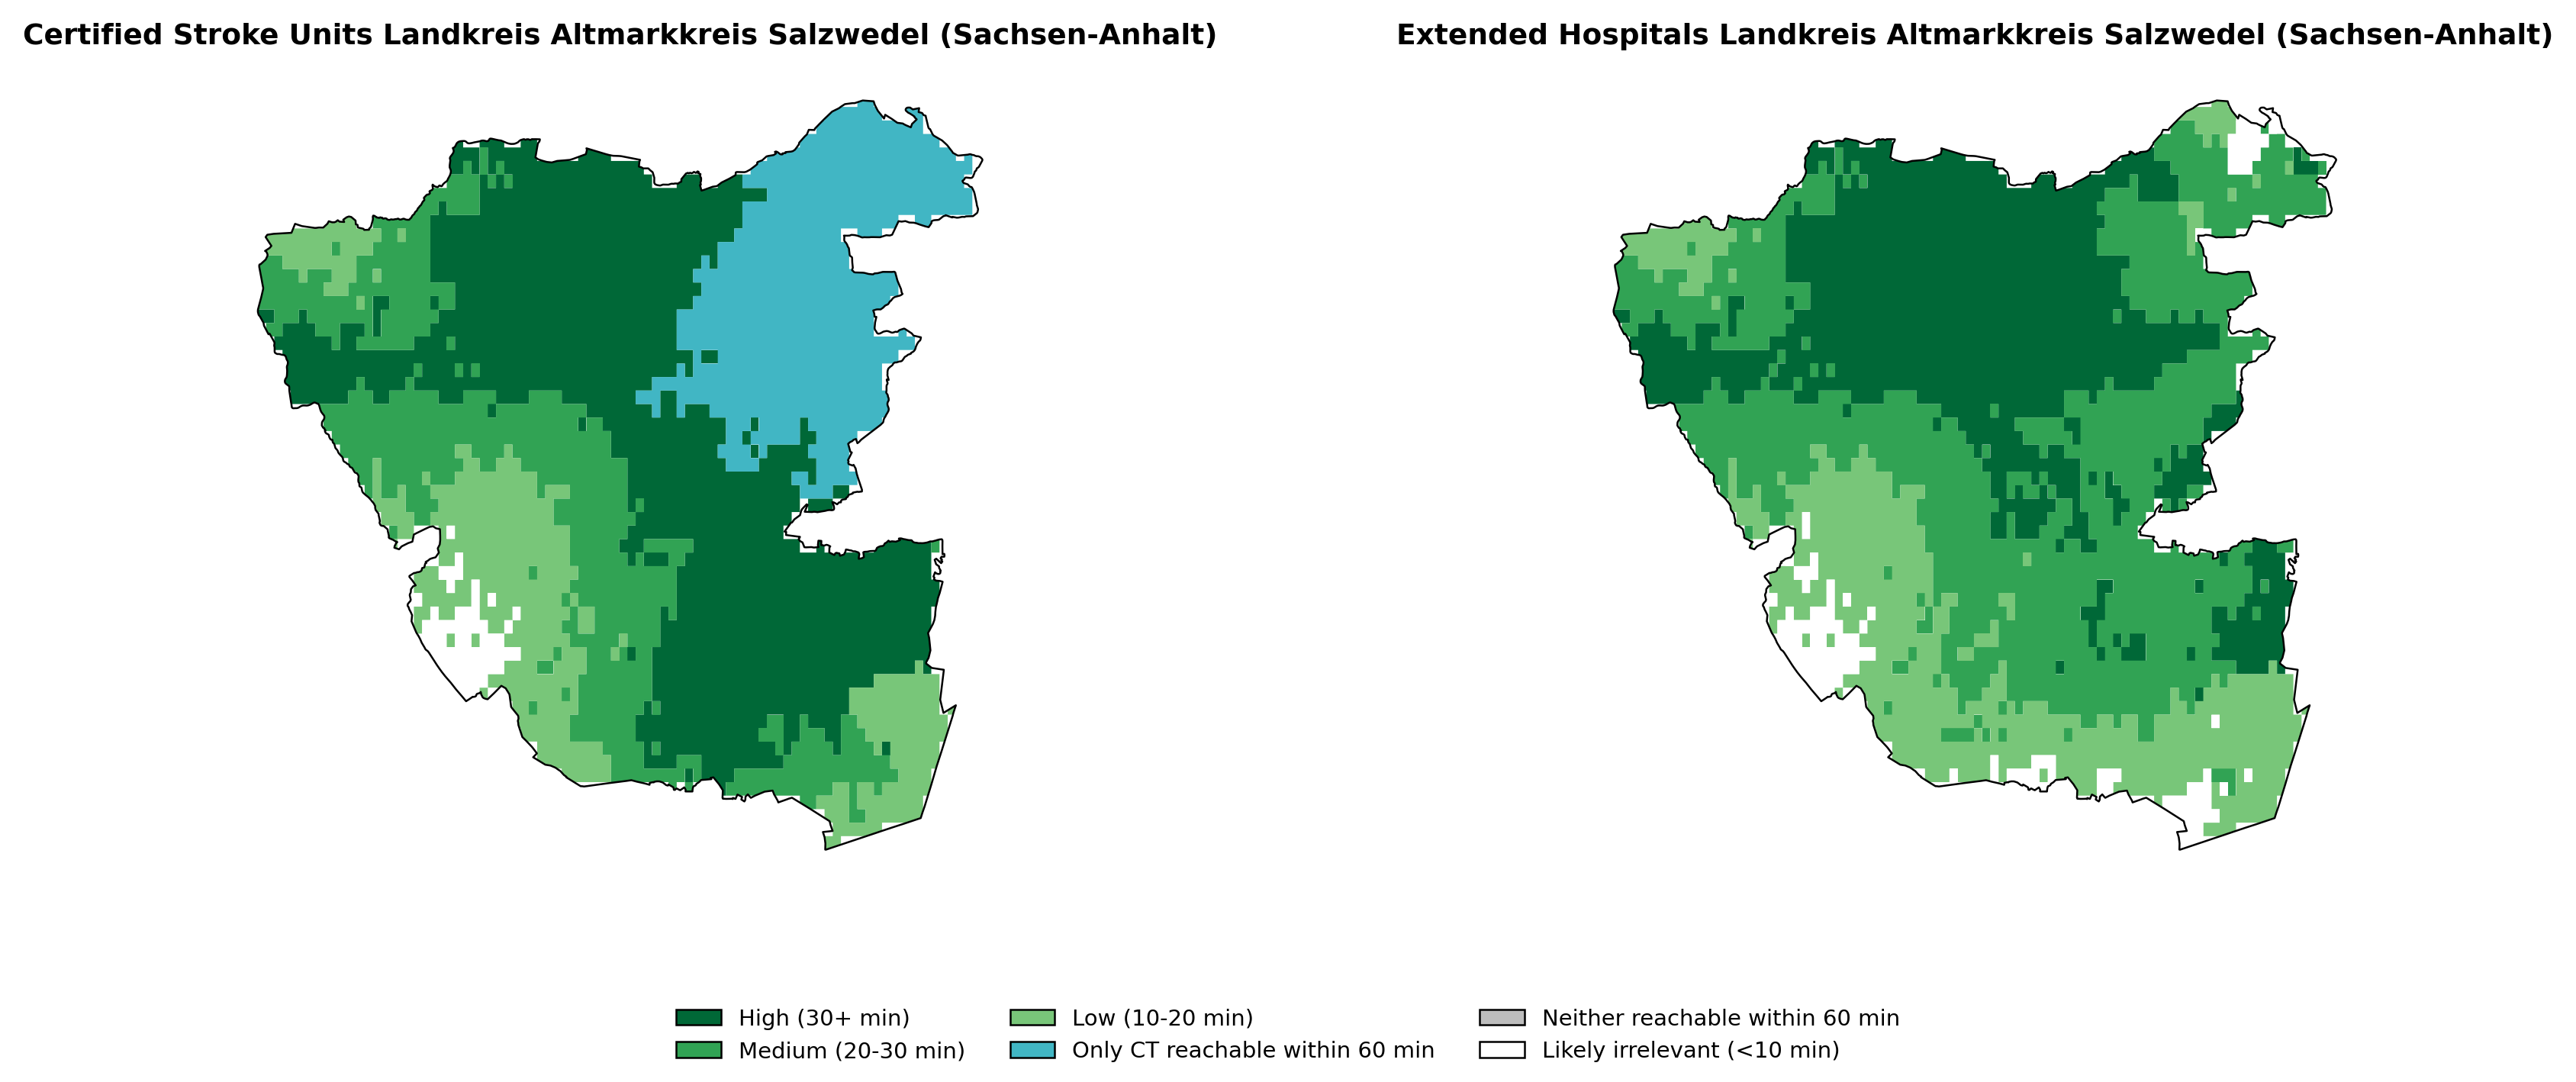 Certified Stroke Units Landkreis Altmarkkreis Salzwedel (Sachsen-Anhalt)
Extended Hospitals Landkreis Altmarkkreis Salzwedel (Sachsen-Anhalt)
High (30+ min)
Medium (20-30 min)
Low (10-20 min)
Only CT reachable within 60 min
Neither reachable within 60 min
Likely irrelevant (<10 min)